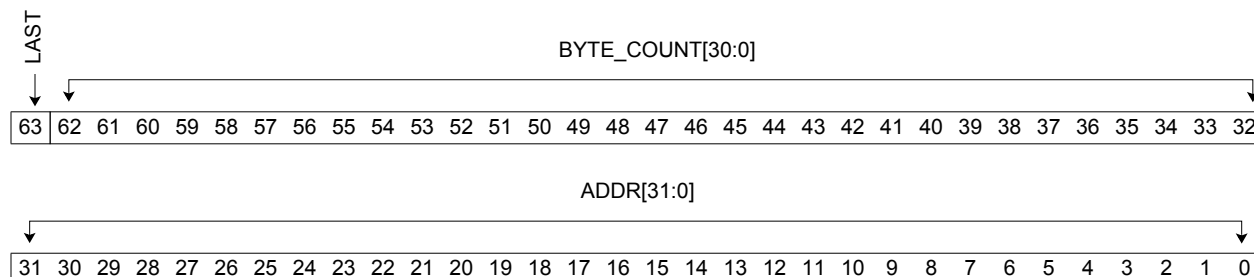 LAST
BYTE_COUNT[30:0]
63 62 61 60 59 58 57 56 55 54 53 52 51 50 49 48 47 46 45 44 43 42 41 40 39 38 37 36 35 34 33 32
ADDR[31:0]
31 30 29 28 27 26 25 24 23 22 21 20 19 18 17 16 15 14 13 12 11 10 9 8 7 6 5 4 3 2 1 0